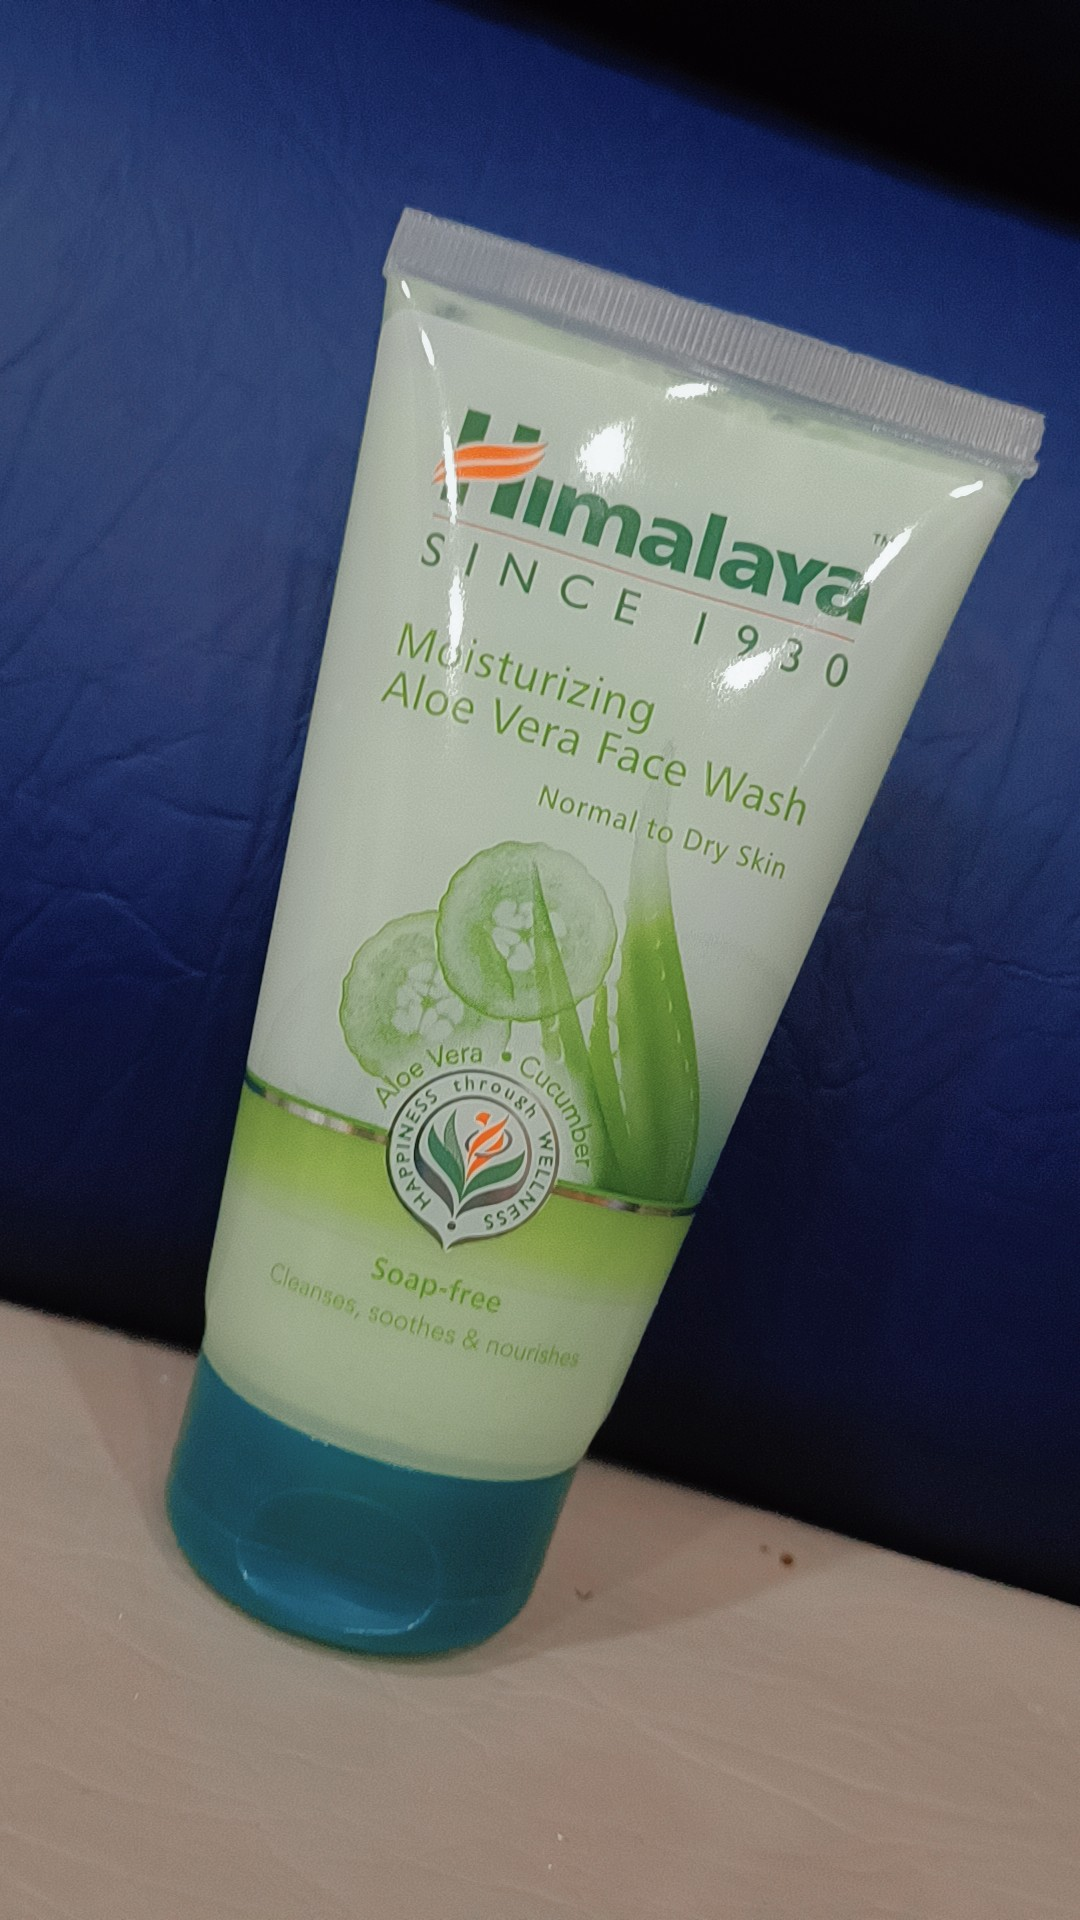 Himalaya™
SINCE 1930
Moisturizing
Aloe Vera Face Wash
Normal to Dry Skin
Aloe Vera • Cucumber
HAPPINESS through WELLNESS
Soap-free
Cleanses, soothes & nourishes